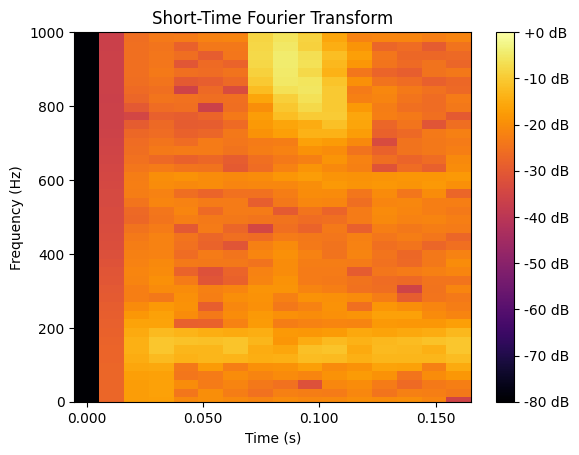 Short-Time Fourier Transform
Frequency (Hz)
1000
800
600
400
200
0
0.000
0.050
0.100
0.150
Time (s)
+0 dB
-10 dB
-20 dB
-30 dB
-40 dB
-50 dB
-60 dB
-70 dB
-80 dB